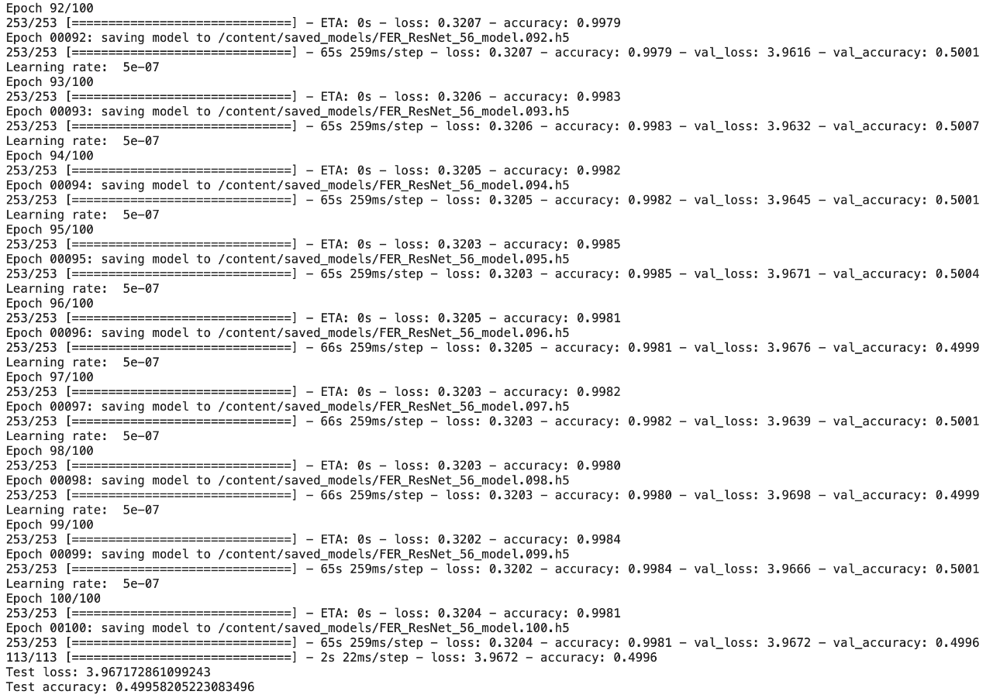 Epoch 92/100
253/253 [==============================] - ETA: 0s - loss: 0.3207 - accuracy: 0.9979
Epoch 00092: saving model to /content/saved_models/FER_ResNet_56_model.092.h5
253/253 [==============================] - 65s 259ms/step - loss: 0.3207 - accuracy: 0.9979 - val_loss: 3.9616 - val_accuracy: 0.5001
Learning rate:  5e-07
Epoch 93/100
253/253 [==============================] - ETA: 0s - loss: 0.3206 - accuracy: 0.9983
Epoch 00093: saving model to /content/saved_models/FER_ResNet_56_model.093.h5
253/253 [==============================] - 65s 259ms/step - loss: 0.3206 - accuracy: 0.9983 - val_loss: 3.9632 - val_accuracy: 0.5007
Learning rate:  5e-07
Epoch 94/100
253/253 [==============================] - ETA: 0s - loss: 0.3205 - accuracy: 0.9982
Epoch 00094: saving model to /content/saved_models/FER_ResNet_56_model.094.h5
253/253 [==============================] - 65s 259ms/step - loss: 0.3205 - accuracy: 0.9982 - val_loss: 3.9645 - val_accuracy: 0.5001
Learning rate:  5e-07
Epoch 95/100
253/253 [==============================] - ETA: 0s - loss: 0.3203 - accuracy: 0.9985
Epoch 00095: saving model to /content/saved_models/FER_ResNet_56_model.095.h5
253/253 [==============================] - 65s 259ms/step - loss: 0.3203 - accuracy: 0.9985 - val_loss: 3.9671 - val_accuracy: 0.5004
Learning rate:  5e-07
Epoch 96/100
253/253 [==============================] - ETA: 0s - loss: 0.3205 - accuracy: 0.9981
Epoch 00096: saving model to /content/saved_models/FER_ResNet_56_model.096.h5
253/253 [==============================] - 66s 259ms/step - loss: 0.3205 - accuracy: 0.9981 - val_loss: 3.9676 - val_accuracy: 0.4999
Learning rate:  5e-07
Epoch 97/100
253/253 [==============================] - ETA: 0s - loss: 0.3203 - accuracy: 0.9982
Epoch 00097: saving model to /content/saved_models/FER_ResNet_56_model.097.h5
253/253 [==============================] - 66s 259ms/step - loss: 0.3203 - accuracy: 0.9982 - val_loss: 3.9639 - val_accuracy: 0.5001
Learning rate:  5e-07
Epoch 98/100
253/253 [==============================] - ETA: 0s - loss: 0.3203 - accuracy: 0.9980
Epoch 00098: saving model to /content/saved_models/FER_ResNet_56_model.098.h5
253/253 [==============================] - 66s 259ms/step - loss: 0.3203 - accuracy: 0.9980 - val_loss: 3.9698 - val_accuracy: 0.4999
Learning rate:  5e-07
Epoch 99/100
253/253 [==============================] - ETA: 0s - loss: 0.3202 - accuracy: 0.9984
Epoch 00099: saving model to /content/saved_models/FER_ResNet_56_model.099.h5
253/253 [==============================] - 65s 259ms/step - loss: 0.3202 - accuracy: 0.9984 - val_loss: 3.9666 - val_accuracy: 0.5001
Learning rate:  5e-07
Epoch 100/100
253/253 [==============================] - ETA: 0s - loss: 0.3204 - accuracy: 0.9981
Epoch 00100: saving model to /content/saved_models/FER_ResNet_56_model.100.h5
253/253 [==============================] - 65s 259ms/step - loss: 0.3204 - accuracy: 0.9981 - val_loss: 3.9672 - val_accuracy: 0.4996
113/113 [==============================] - 2s 22ms/step - loss: 3.9672 - accuracy: 0.4996
Test loss: 3.967172861099243
Test accuracy: 0.49958205223083496